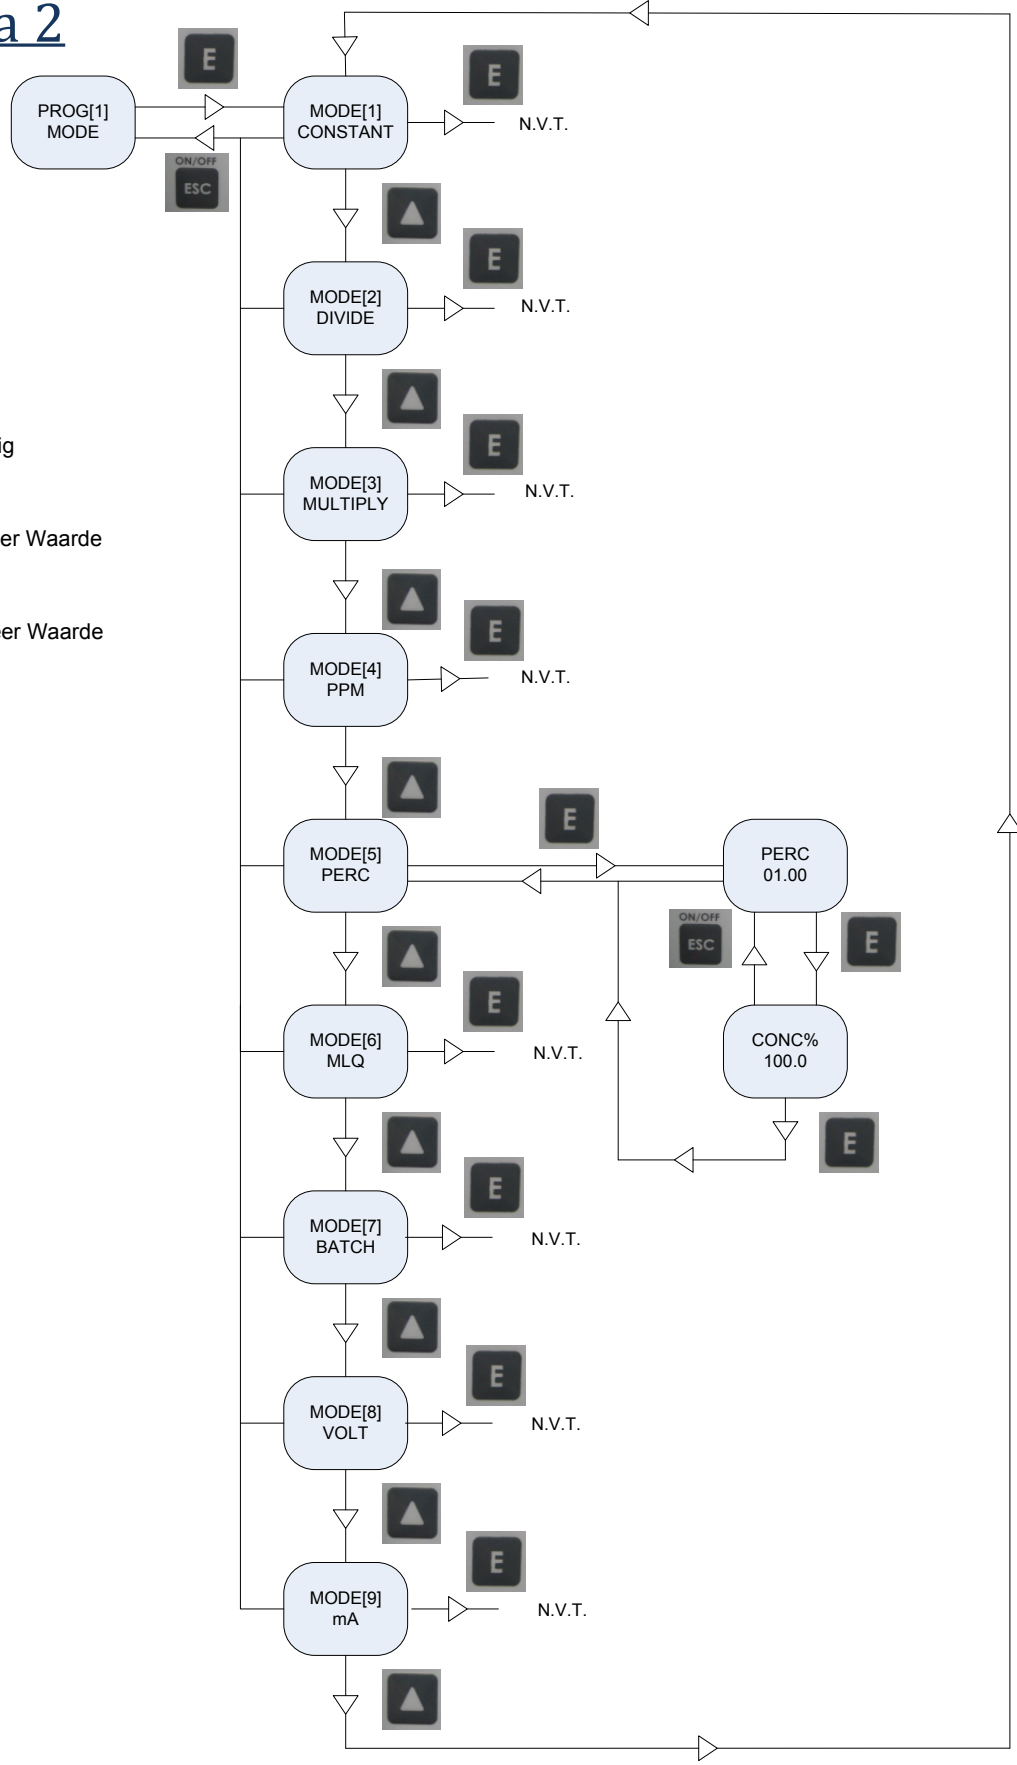 a 2
E
E
PROG[1]
MODE
MODE[1]
CONSTANT
N.V.T.
ON/OFF
ESC
E
MODE[2]
DIVIDE
N.V.T.
E
ig
MODE[3]
MULTIPLY
N.V.T.
er Waarde
E
eer Waarde
MODE[4]
PPM
N.V.T.
E
MODE[5]
PERC
PERC
01.00
ON/OFF
ESC
E
E
MODE[6]
MLQ
N.V.T.
CONC%
100.0
E
E
MODE[7]
BATCH
N.V.T.
E
MODE[8]
VOLT
N.V.T.
E
MODE[9]
mA
N.V.T.